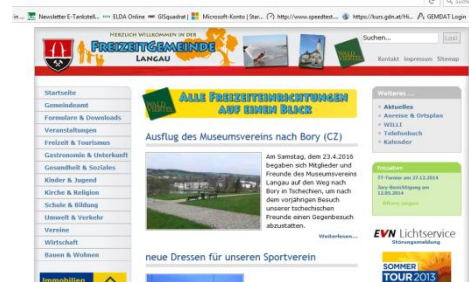 Newsletter E-Tankstell...
ELDA Online
GISquadrat
Microsoft-Konto | Star...
http://www.speedtest...
https://kurs.gdn.at/Hi...
GEMDAT Login
HERZLICH WILLKOMMEN IN DER
FREIZEITGEMEINDE
LANGAU
Suchen...
Los!
Kontakt Impressum Sitemap
Startseite
Gemeindeamt
Formulare & Downloads
Veranstaltungen
Freizeit & Tourismus
Gastronomie & Unterkunft
Gesundheit & Soziales
Kinder & Jugend
Kirche & Religion
Schule & Bildung
Umwelt & Verkehr
Vereine
Wirtschaft
Bauen & Wohnen
Immobilien
ALLE FREIZEITEINRICHTUNGEN
AUF EINEN BLICK
Ausflug des Museumsvereins nach Bory (CZ)
Am Samstag, dem 23.4.2016
begaben sich Mitglieder und
Freunde des Museumsvereins
Langau auf den Weg nach
Bory in Tschechien, um nach
dem vorjährigen Besuch
unserer tschechischen
Freunde einen Gegenbesuch
abzustatten.
Weiterlesen...
neue Dressen für unseren Sportverein
Weiteres ...
Aktuelles
Anreise & Ortsplan
WILLI
Telefonbuch
Kalender
EVN Lichtservice
Störungsmeldung
SOMMER
TOUR 2013